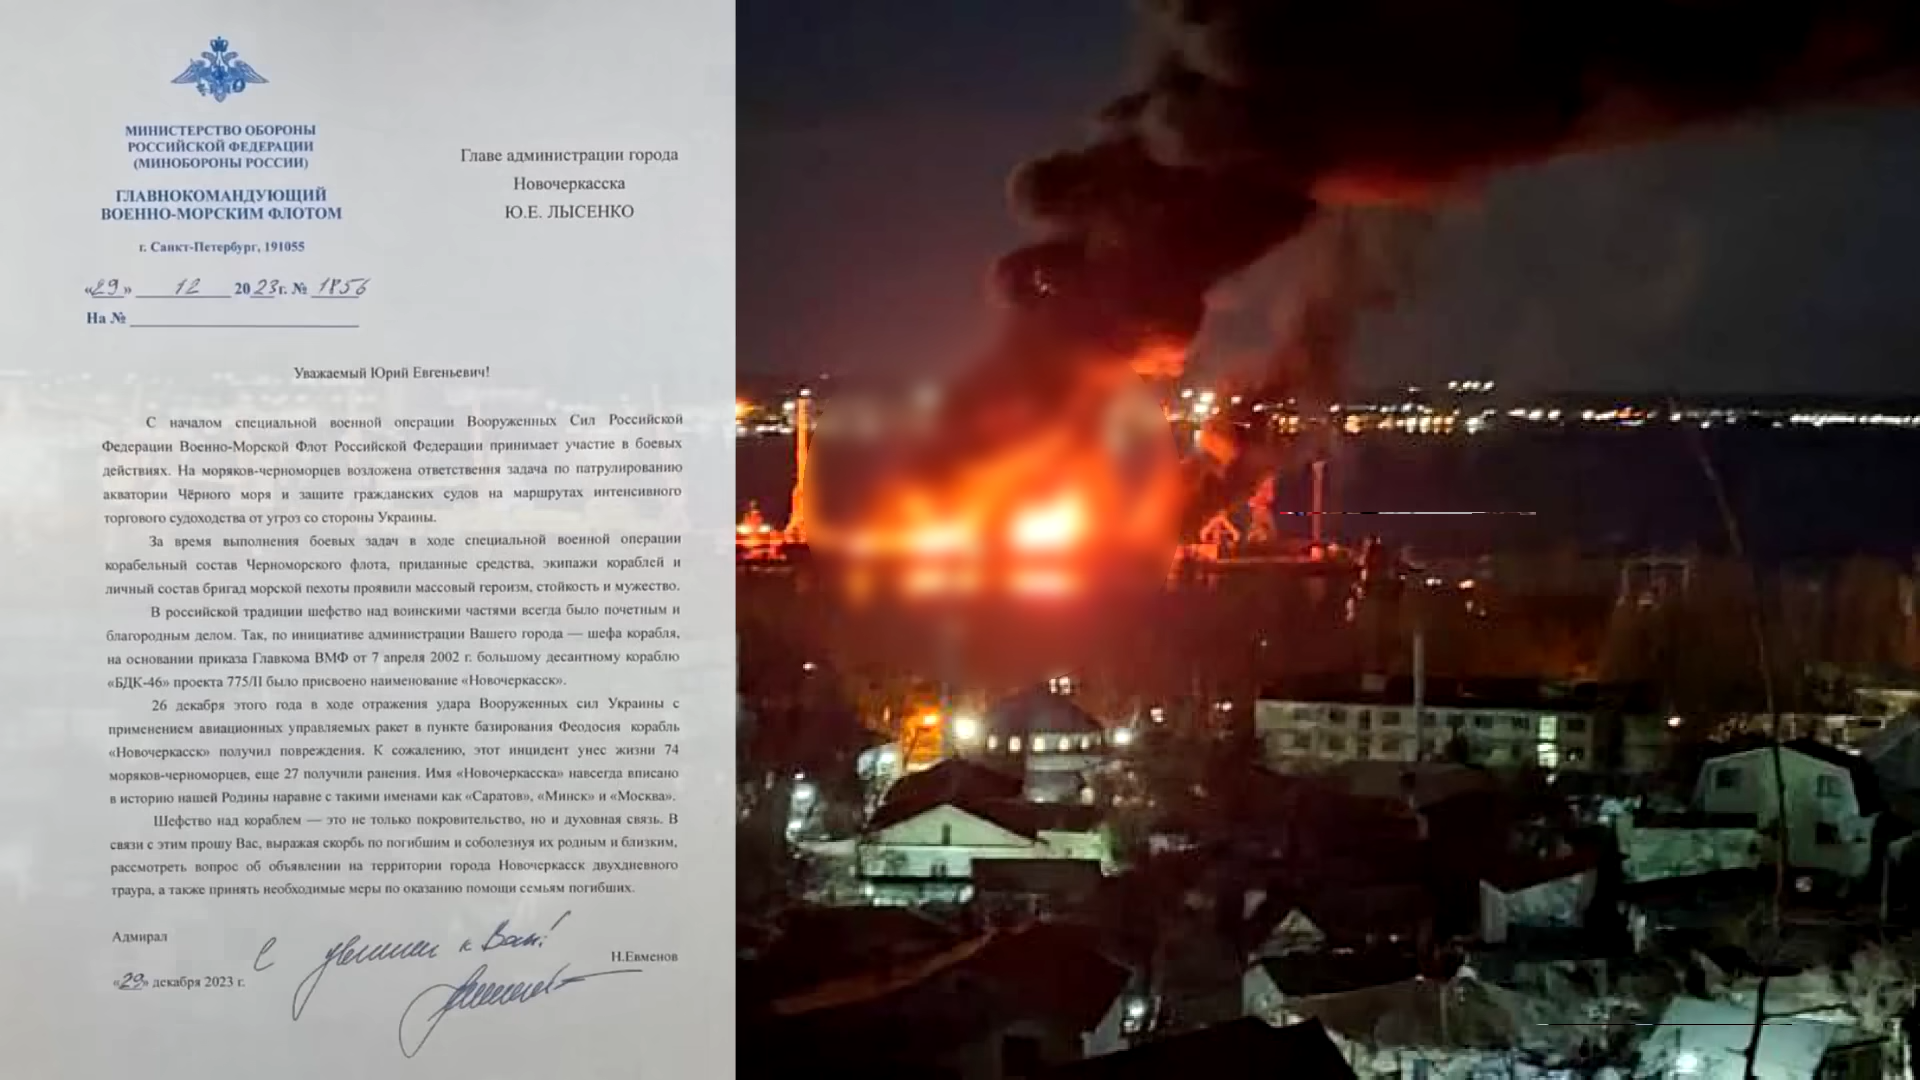 МИНИСТЕРСТВО ОБОРОНЫ
РОССИЙСКОЙ ФЕДЕРАЦИИ
(МИНОБОРОНЫ РОССИИ)
ГЛАВНОКОМАНДУЮЩИЙ
ВОЕННО-МОРСКИМ ФЛОТОМ
г. Санкт-Петербург, 191055
«29» 12 2023г. № 1856
На №
Главе администрации города
Новочеркасска
Ю.Е. ЛЫСЕНКО
Уважаемый Юрий Евгеньевич!
С началом специальной военной операции Вооруженных Сил Российской
Федерации Военно-Морской Флот Российской Федерации принимает участие в боевых
действиях. На моряков-черноморцев возложена ответствення задача по патрулированию
акватории Чёрного моря и защите гражданских судов на маршрутах интенсивного
торгового судоходства от угроз со стороны Украины.
За время выполнения боевых задач в ходе специальной военной операции
корабельный состав Черноморского флота, приданные средства, экипажи кораблей и
личный состав бригад морской пехоты проявили массовый героизм, стойкость и мужество.
В российской традиции шефство над воинскими частями всегда было почетным и
благородным делом. Так, по инициативе администрации Вашего города — шефа корабля,
на основании приказа Главкома ВМФ от 7 апреля 2002 г. большому десантному кораблю
«БДК-46» проекта 775/II было присвоено наименование «Новочеркасск».
26 декабря этого года в ходе отражения удара Вооруженных сил Украины с
применением авиационных управляемых ракет в пункте базирования Феодосия корабль
«Новочеркасск» получил повреждения. К сожалению, этот инцидент унес жизни 74
моряков-черноморцев, еще 27 получили ранения. Имя «Новочеркасска» навсегда вписано
в историю нашей Родины наравне с такими именами как «Саратов», «Минск» и «Москва».
Шефство над кораблем — это не только покровительство, но и духовная связь. В
связи с этим прошу Вас, выражая скорбь по погибшим и соболезнуя их родным и близким,
рассмотреть вопрос об объявлении на территории города Новочеркасск двухдневного
траура, а также принять необходимые меры по оказанию помощи семьям погибших.
Адмирал
С уважением к Вам!
Н.Евменов
«29» декабря 2023 г.